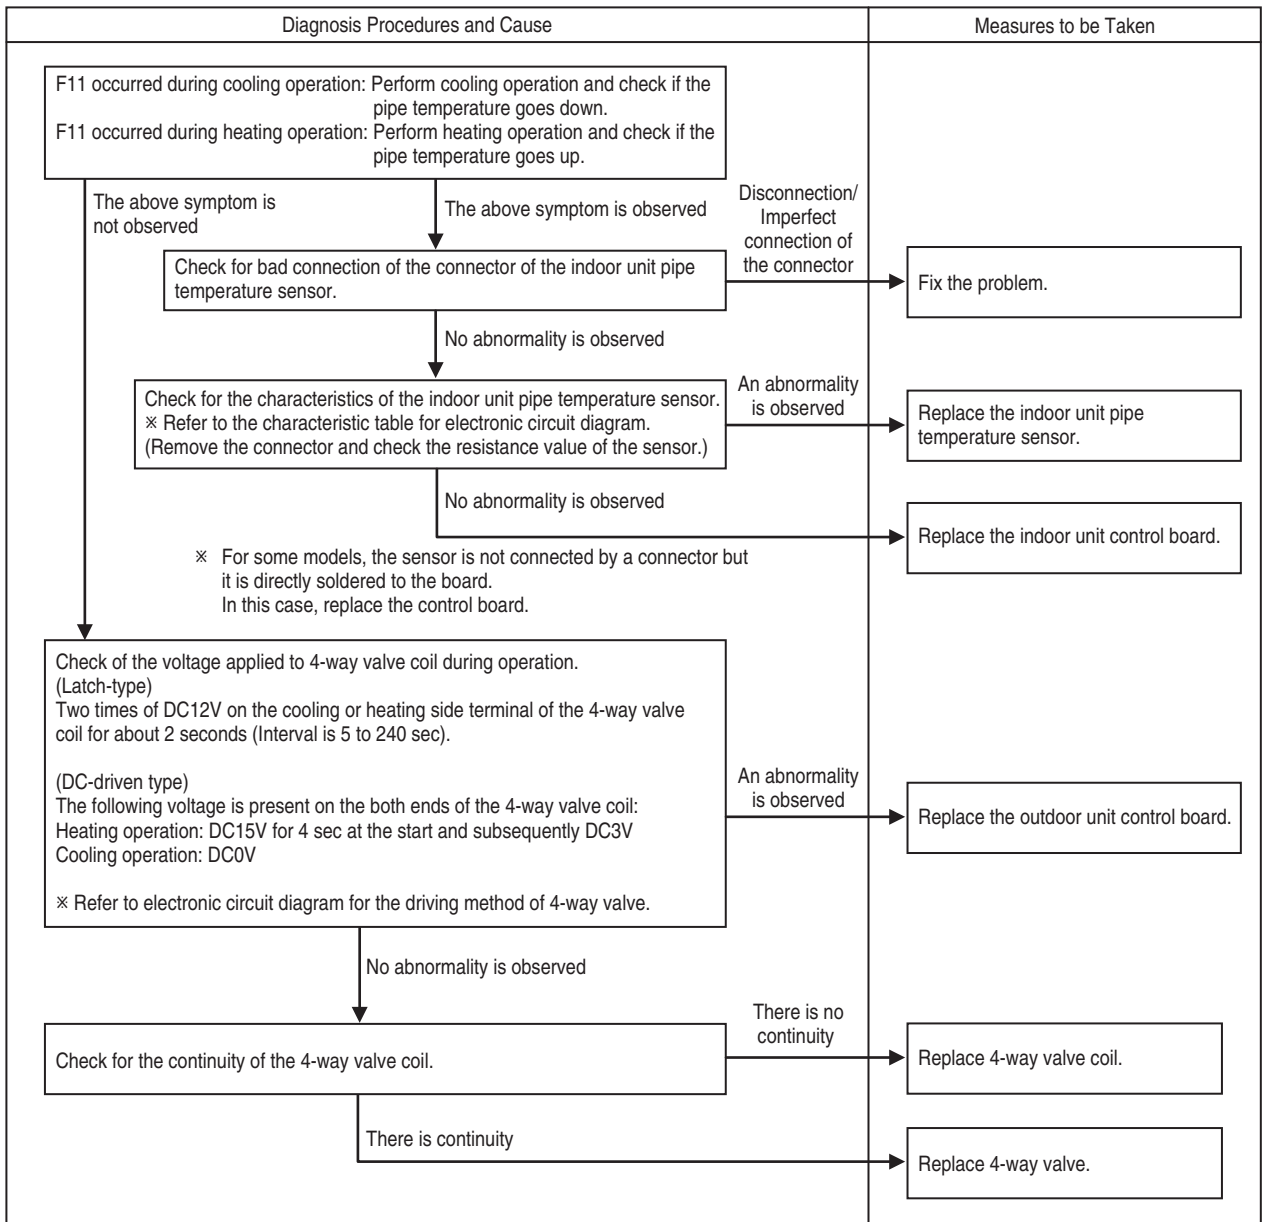 Diagnosis Procedures and Cause
Measures to be Taken
F11 occurred during cooling operation: Perform cooling operation and check if the
pipe temperature goes down.
F11 occurred during heating operation: Perform heating operation and check if the
pipe temperature goes up.
The above symptom is
not observed
The above symptom is observed
Disconnection/
Imperfect
connection of
the connector
Check for bad connection of the connector of the indoor unit pipe
temperature sensor.
Fix the problem.
No abnormality is observed
Check for the characteristics of the indoor unit pipe temperature sensor.
※ Refer to the characteristic table for electronic circuit diagram.
(Remove the connector and check the resistance value of the sensor.)
An abnormality
is observed
Replace the indoor unit pipe
temperature sensor.
No abnormality is observed
Replace the indoor unit control board.
※ For some models, the sensor is not connected by a connector but
it is directly soldered to the board.
In this case, replace the control board.
Check of the voltage applied to 4-way valve coil during operation.
(Latch-type)
Two times of DC12V on the cooling or heating side terminal of the 4-way valve
coil for about 2 seconds (Interval is 5 to 240 sec).
(DC-driven type)
The following voltage is present on the both ends of the 4-way valve coil:
Heating operation: DC15V for 4 sec at the start and subsequently DC3V
Cooling operation: DC0V
※ Refer to electronic circuit diagram for the driving method of 4-way valve.
An abnormality
is observed
Replace the outdoor unit control board.
No abnormality is observed
Check for the continuity of the 4-way valve coil.
There is no
continuity
Replace 4-way valve coil.
There is continuity
Replace 4-way valve.